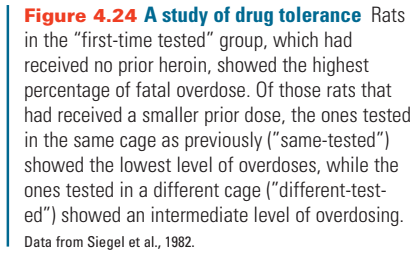 Figure 4.24 A study of drug tolerance Rats
in the “first-time tested” group, which had
received no prior heroin, showed the highest
percentage of fatal overdose. Of those rats that
had received a smaller prior dose, the ones tested
in the same cage as previously (“same-tested”)
showed the lowest level of overdoses, while the
ones tested in a different cage (“different-test-
ed”) showed an intermediate level of overdosing.
Data from Siegel et al., 1982.